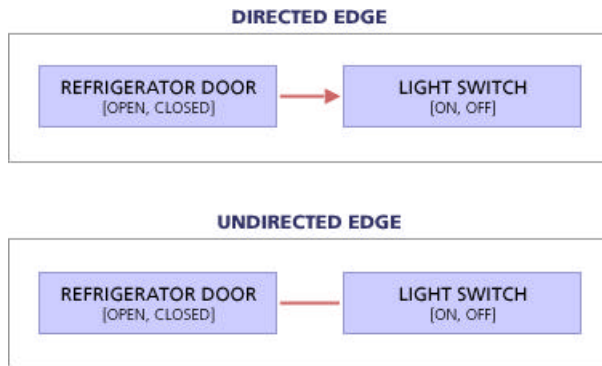 DIRECTED EDGE
REFRIGERATOR DOOR
[OPEN, CLOSED]
LIGHT SWITCH
[ON, OFF]
UNDIRECTED EDGE
REFRIGERATOR DOOR
[OPEN, CLOSED]
LIGHT SWITCH
[ON, OFF]